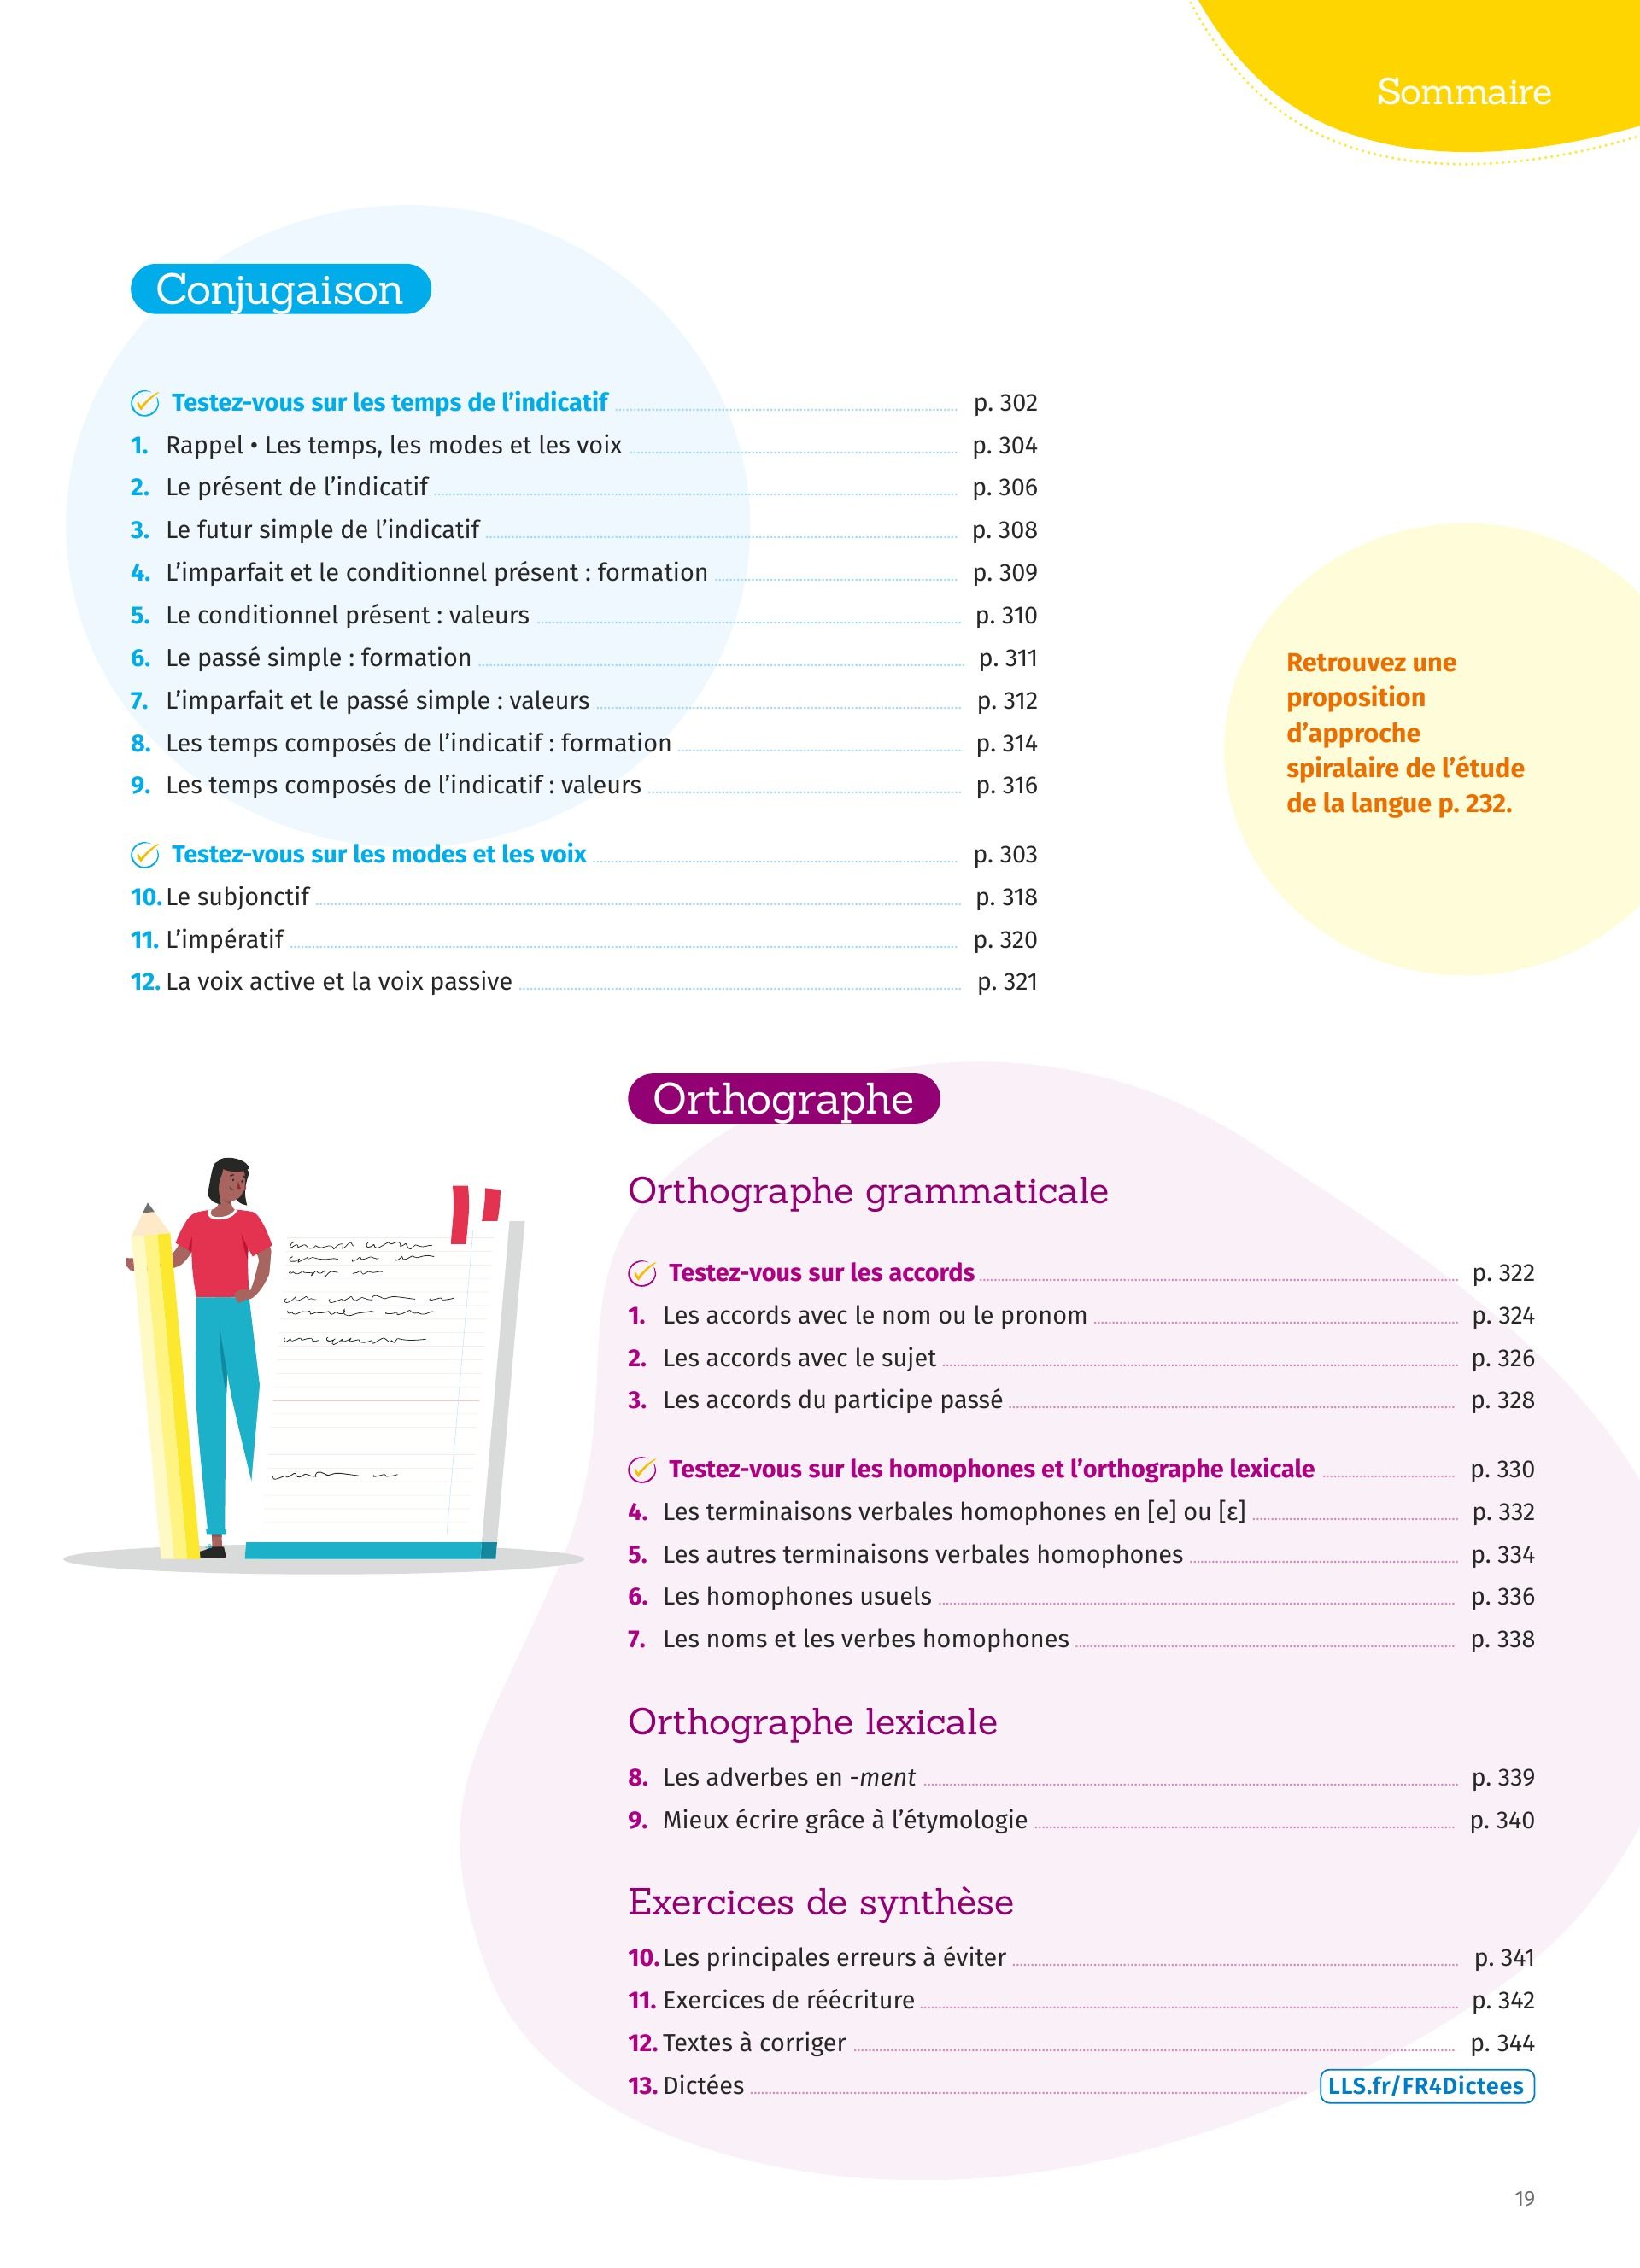 Sommaire
Conjugaison
Testez-vous sur les temps de l’indicatif p. 302
1. Rappel • Les temps, les modes et les voix p. 304
2. Le présent de l’indicatif p. 306
3. Le futur simple de l’indicatif p. 308
4. L’imparfait et le conditionnel présent : formation p. 309
5. Le conditionnel présent : valeurs p. 310
6. Le passé simple : formation p. 311
7. L’imparfait et le passé simple : valeurs p. 312
8. Les temps composés de l’indicatif : formation p. 314
9. Les temps composés de l’indicatif : valeurs p. 316
Testez-vous sur les modes et les voix p. 303
10. Le subjonctif p. 318
11. L’impératif p. 320
12. La voix active et la voix passive p. 321
Retrouvez une
proposition
d’approche
spiralaire de l’étude
de la langue p. 232.
Orthographe
Orthographe grammaticale
Testez-vous sur les accords p. 322
1. Les accords avec le nom ou le pronom p. 324
2. Les accords avec le sujet p. 326
3. Les accords du participe passé p. 328
Testez-vous sur les homophones et l’orthographe lexicale p. 330
4. Les terminaisons verbales homophones en [e] ou [ɛ] p. 332
5. Les autres terminaisons verbales homophones p. 334
6. Les homophones usuels p. 336
7. Les noms et les verbes homophones p. 338
Orthographe lexicale
8. Les adverbes en -ment p. 339
9. Mieux écrire grâce à l’étymologie p. 340
Exercices de synthèse
10. Les principales erreurs à éviter p. 341
11. Exercices de réécriture p. 342
12. Textes à corriger p. 344
13. Dictées LLS.fr/FR4Dictees
19